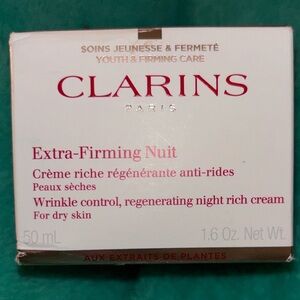 SOINS JEUNESSE & FERMETÉ
YOUTH & FIRMING CARE
CLARINS
PARIS
Extra-Firming Nuit
Crème riche régénérante anti-rides
Peaux sèches
Wrinkle control, regenerating night rich cream
For dry skin
50 mL 1.6 Oz. Net Wt.
AUX EXTRAITS DE PLANTES